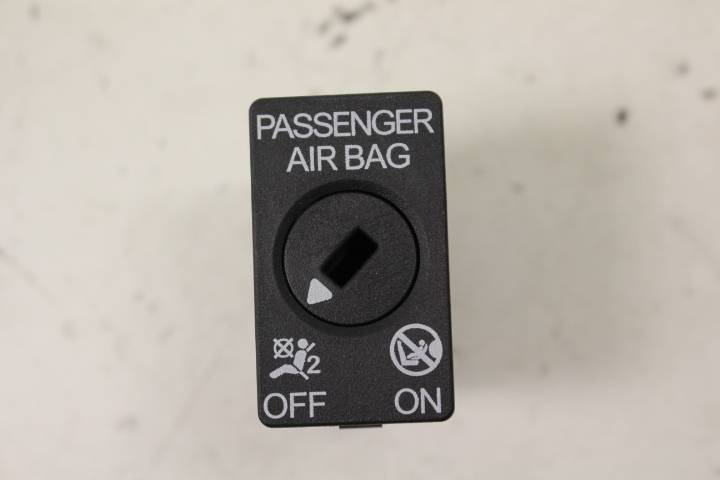 PASSENGER
AIR BAG
2
OFF ON